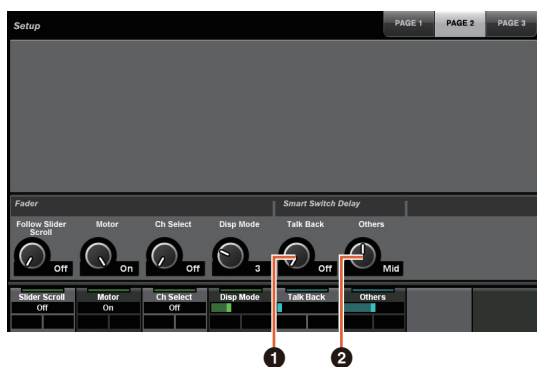 Setup
PAGE 1 PAGE 2 PAGE 3
Fader Smart Switch Delay
Follow Slider Scroll Motor Ch Select Disp Mode Talk Back Others
Off On Off 3 Off Mid
Slider Scroll Motor Ch Select Disp Mode Talk Back Others
Off On Off
1 2